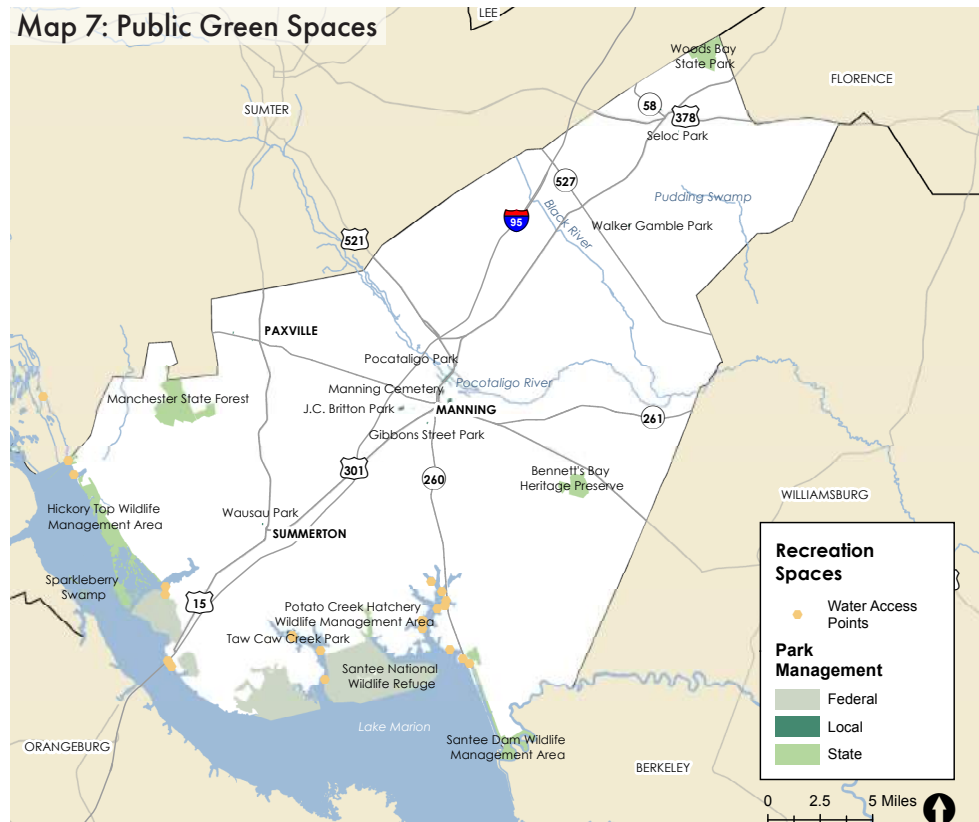 Map 7: Public Green Spaces
LEE
Woods Bay
State Park
FLORENCE
SUMTER
58
378
Seloc Park
527
Pudding Swamp
95
Black River
Walker Gamble Park
521
PAXVILLE
Pocataligo Park
Manning Cemetery
Pocotaligo River
Manchester State Forest
J.C. Britton Park
MANNING
261
Gibbons Street Park
301
260
Bennett's Bay
Heritage Preserve
WILLIAMSBURG
Hickory Top Wildlife
Management Area
Wausau Park
SUMMERTON
Sparkleberry
Swamp
15
Potato Creek Hatchery
Wildlife Management Area
Taw Caw Creek Park
Santee National
Wildlife Refuge
Lake Marion
Santee Dam Wildlife
Management Area
ORANGEBURG
BERKELEY
Recreation
Spaces
Water Access
Points
Park
Management
Federal
Local
State
0 2.5 5 Miles